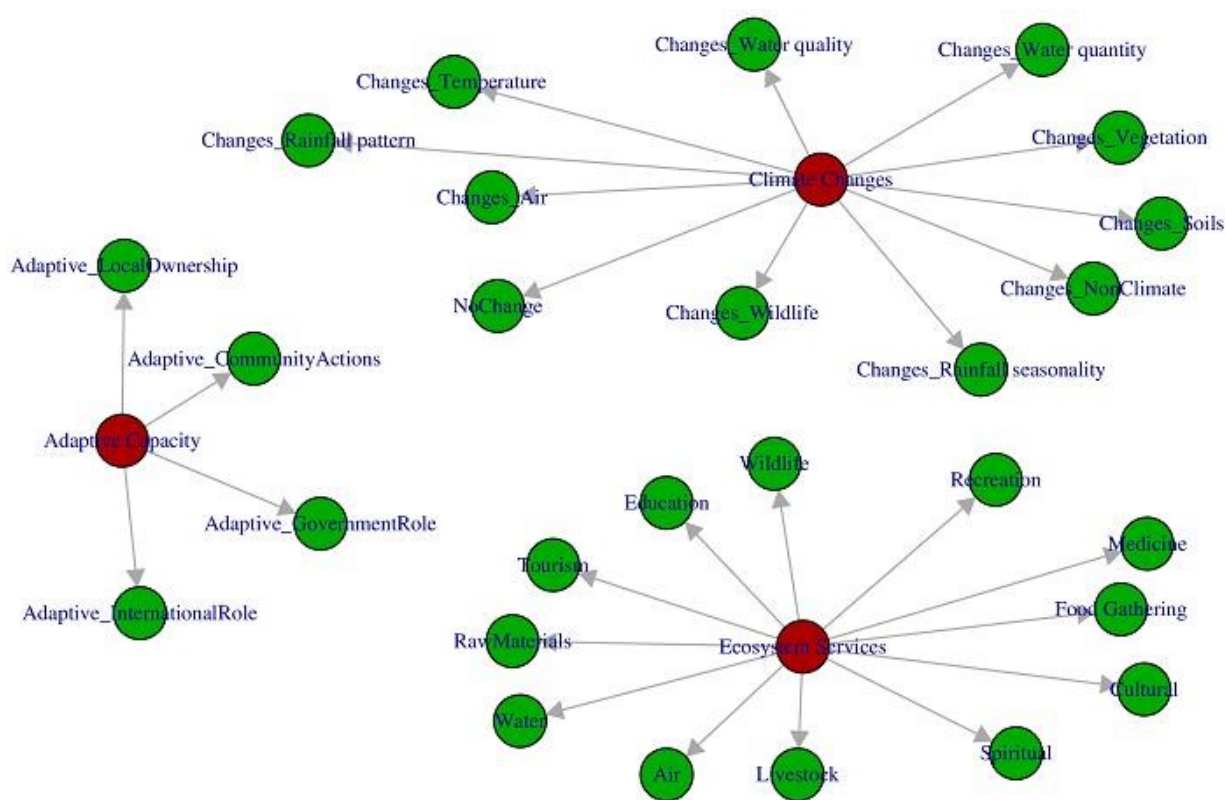 Changes_Water quality
Changes_Water quantity
Changes_Temperature
Changes_Rainfall pattern
Changes_Vegetation
Climate Changes
Changes_Air
Changes_Soils
Adaptive_LocalOwnership
Changes_NonClimate
NoChange
Changes_Wildlife
Adaptive_CommunityActions
Changes_Rainfall seasonality
Adaptive Capacity
Wildlife
Recreation
Education
Adaptive_GovernmentRole
Medicine
Tourism
Food Gathering
Adaptive_InternationalRole
RawMaterials
Ecosystem Services
Cultural
Water
Spiritual
Air
Livestock